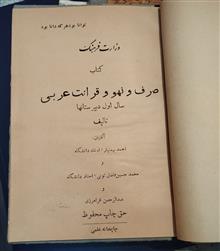 توانا بود هر که دانا بود
وزارت فرهنگ
کتاب
صرف و نحو و قرائت عربی
سال اول دبیرستانها
تألیف
آقایان:
احمد بهمنیار : استاد دانشگاه
و
محمد حسین فاضل تونی : استاد دانشگاه
و
عبدالرحمن فرامرزی
حق چاپ محفوظ
چاپخانه علمی